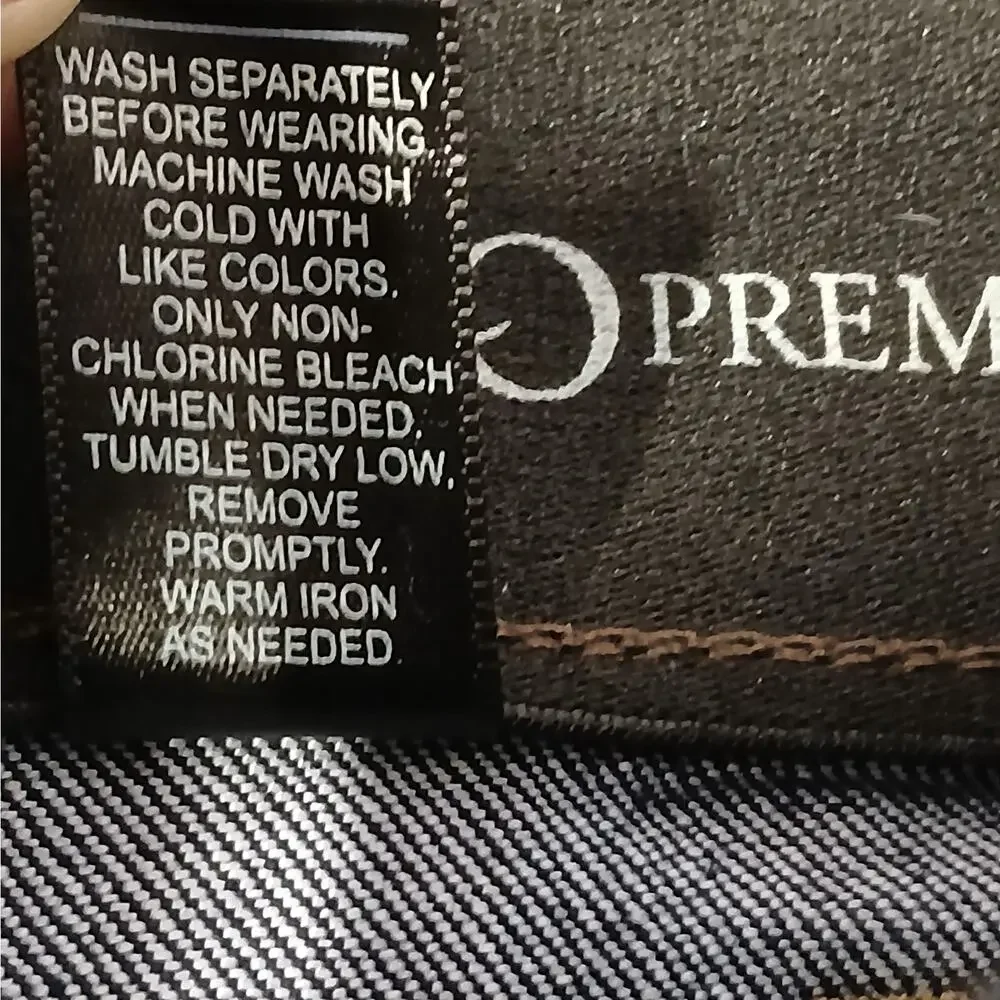 WASH SEPARATELY
BEFORE WEARING.
MACHINE WASH
COLD WITH
LIKE COLORS.
ONLY NON-
CHLORINE BLEACH
WHEN NEEDED.
TUMBLE DRY LOW.
REMOVE
PROMPTLY.
WARM IRON
AS NEEDED.
PREM